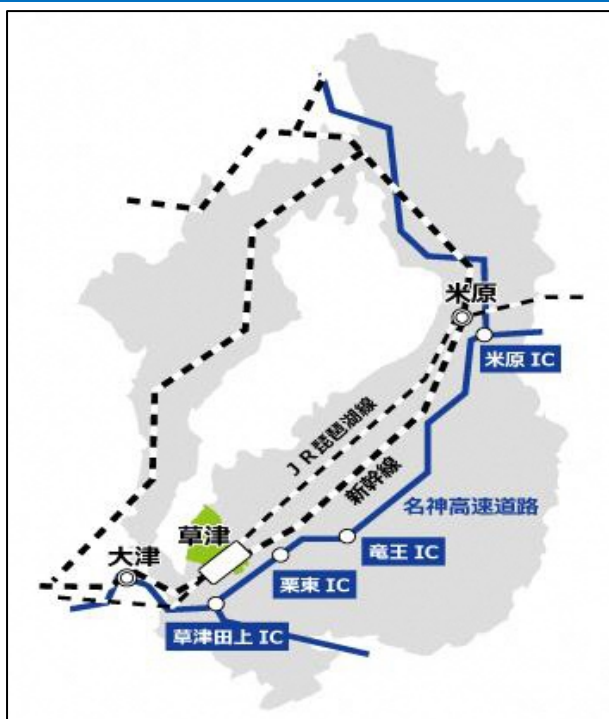 米原
米原 IC
JR琵琶湖線
新幹線
名神高速道路
草津
大津
竜王 IC
栗東 IC
草津田上 IC